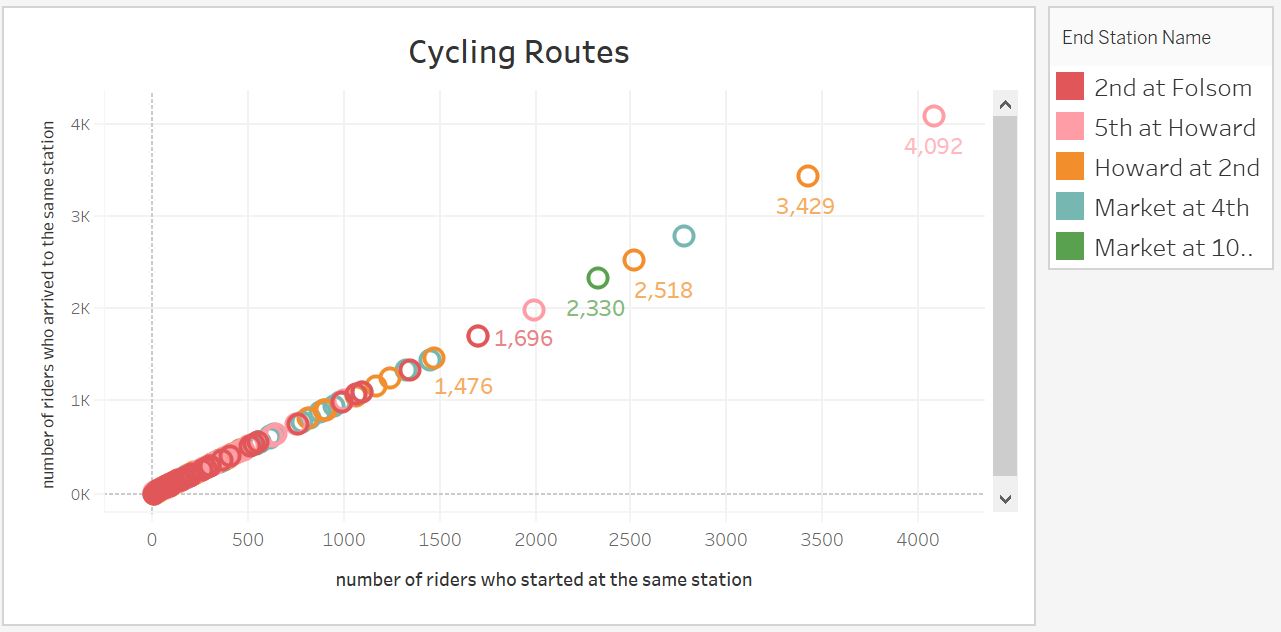 Cycling Routes
number of riders who arrived to the same station
4K
3K
2K
1K
0K
4,092
3,429
2,518
2,330
1,696
1,476
0
500
1000
1500
2000
2500
3000
3500
4000
number of riders who started at the same station
End Station Name
2nd at Folsom
5th at Howard
Howard at 2nd
Market at 4th
Market at 10..